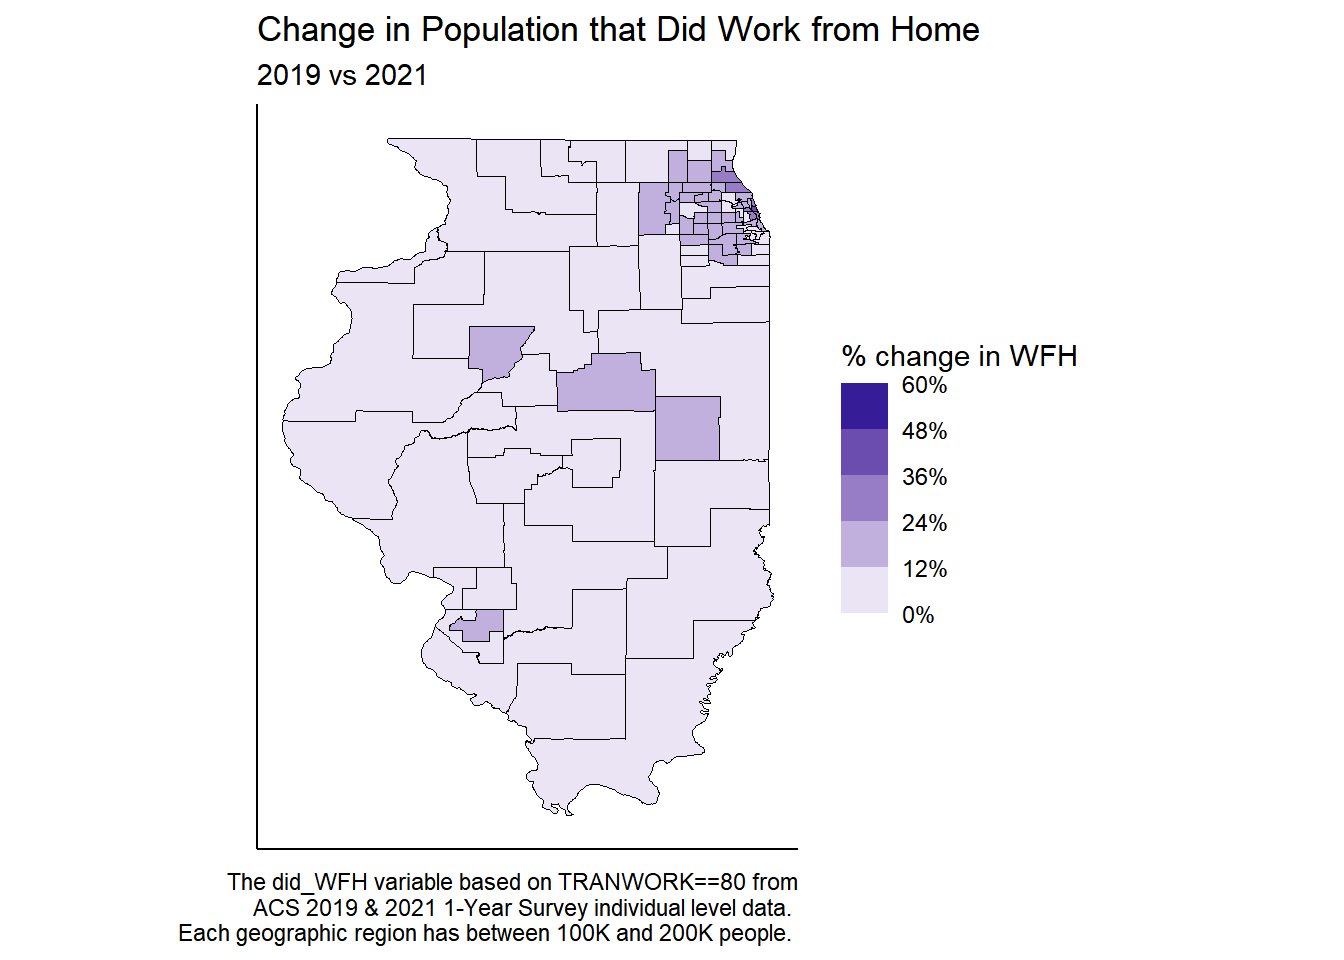 Change in Population that Did Work from Home
2019 vs 2021
% change in WFH
60%
48%
36%
24%
12%
0%
The did_WFH variable based on TRANWORK==80 from
ACS 2019 & 2021 1-Year Survey individual level data.
Each geographic region has between 100K and 200K people.